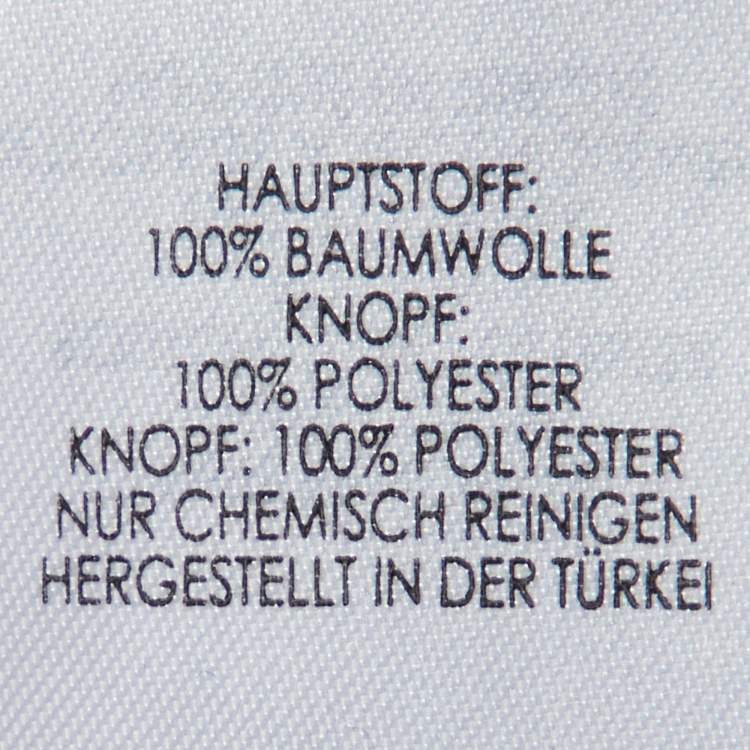 HAUPTSTOFF:
100% BAUMWOLLE
KNOPF:
100% POLYESTER
KNOPF: 100% POLYESTER
NUR CHEMISCH REINIGEN
HERGESTELLT IN DER TÜRKEI